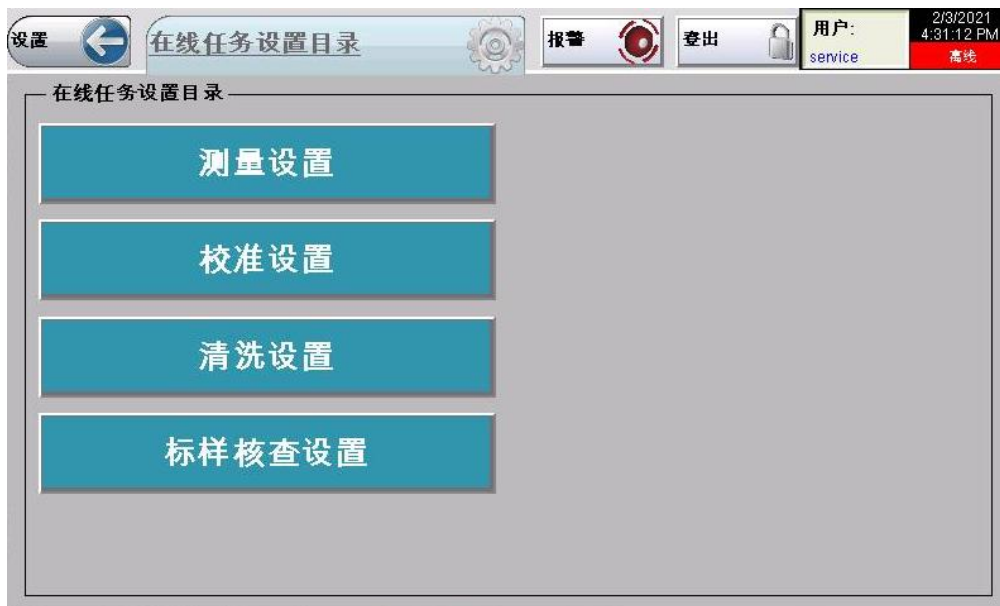 设置
在线任务设置目录
报警
登出
用户:
service
2/3/2021
4:31:12 PM
离线
在线任务设置目录
测量设置
校准设置
清洗设置
标样核查设置